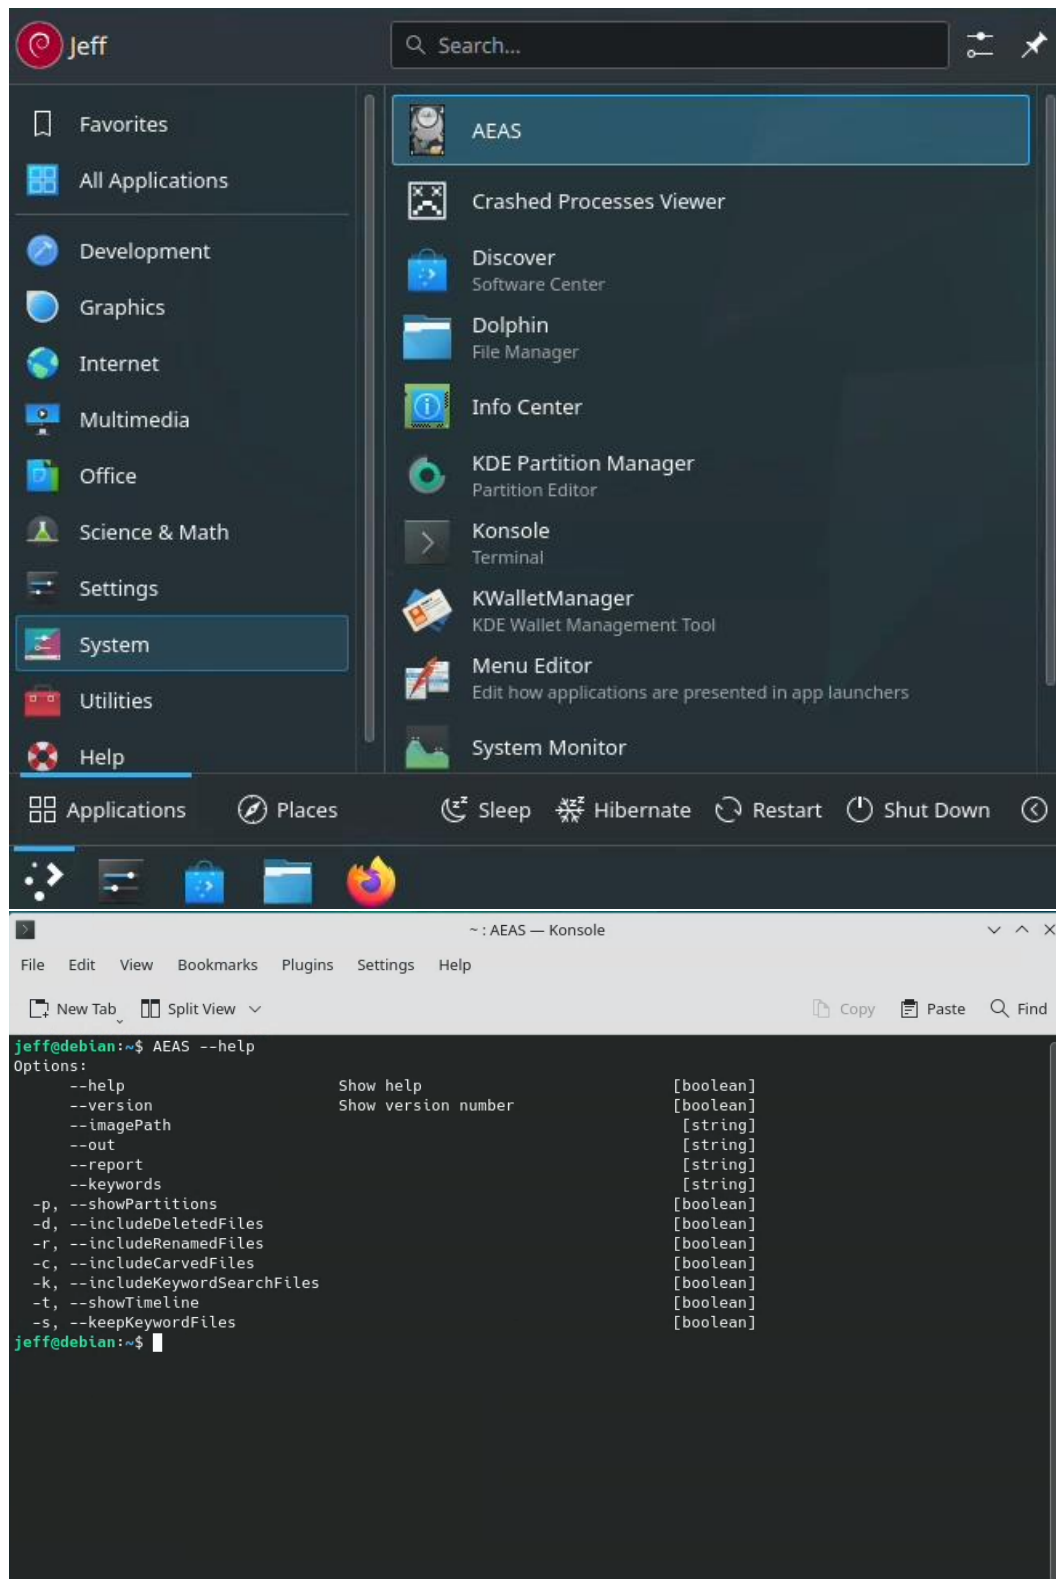 Jeff
Search...
Favorites
All Applications
Development
Graphics
Internet
Multimedia
Office
Science & Math
Settings
System
Utilities
Help
AEAS
Crashed Processes Viewer
Discover
Software Center
Dolphin
File Manager
Info Center
KDE Partition Manager
Partition Editor
Konsole
Terminal
KWalletManager
KDE Wallet Management Tool
Menu Editor
Edit how applications are presented in app launchers
System Monitor
Applications Places Sleep Hibernate Restart Shut Down
~ : AEAS — Konsole
File Edit View Bookmarks Plugins Settings Help
New Tab Split View Copy Paste Find
jeff@debian:~$ AEAS --help
Options:
--help Show help [boolean]
--version Show version number [boolean]
--imagePath [string]
--out [string]
--report [string]
--keywords [string]
-p, --showPartitions [boolean]
-d, --includeDeletedFiles [boolean]
-r, --includeRenamedFiles [boolean]
-c, --includeCarvedFiles [boolean]
-k, --includeKeywordSearchFiles [boolean]
-t, --showTimeline [boolean]
-s, --keepKeywordFiles [boolean]
jeff@debian:~$